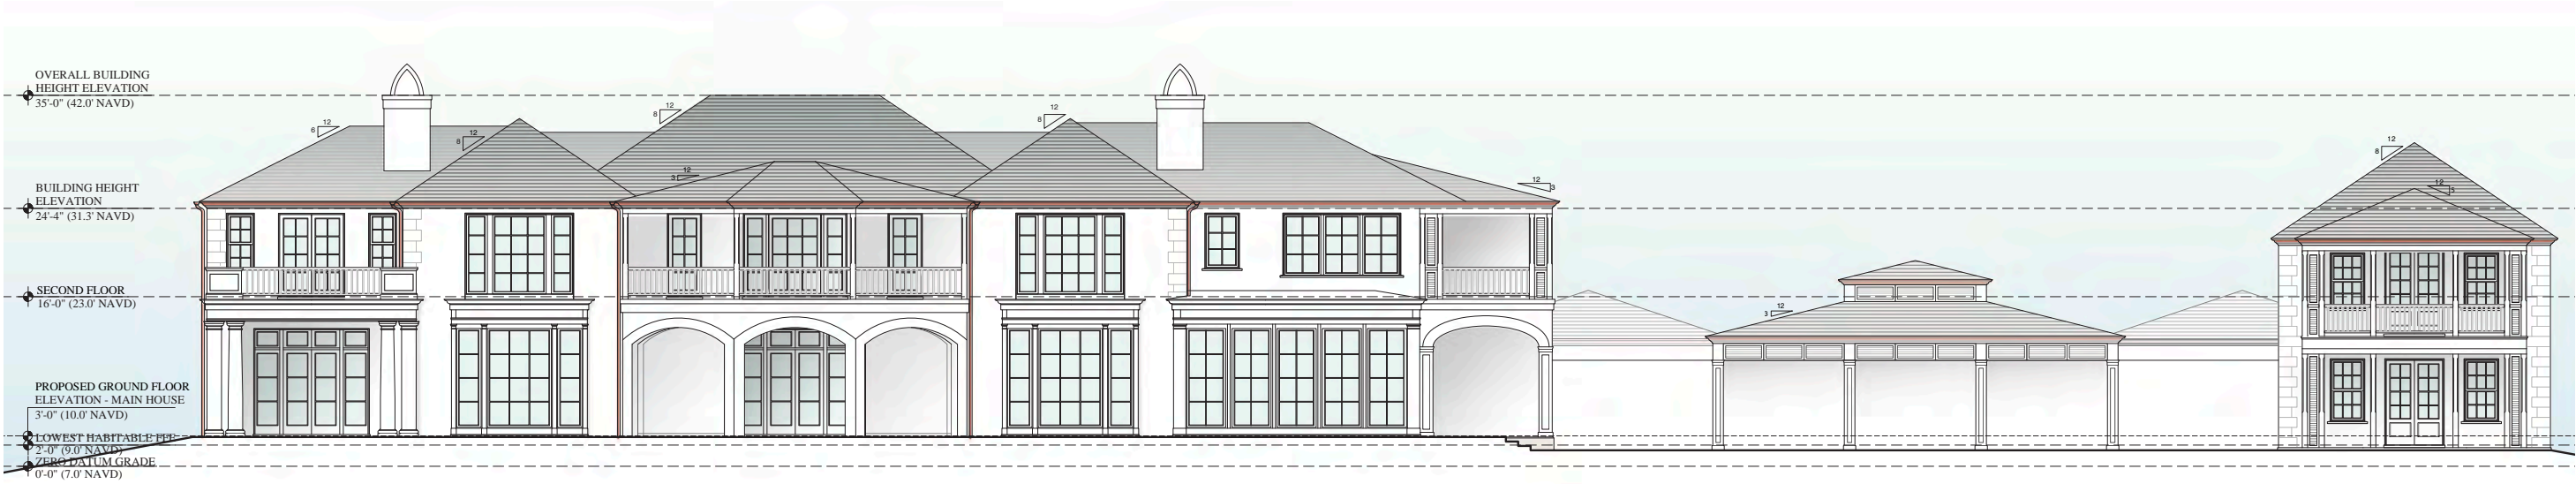 OVERALL BUILDING
HEIGHT ELEVATION
35'-0" (42.0' NAVD)
BUILDING HEIGHT
ELEVATION
24'-4" (31.3' NAVD)
SECOND FLOOR
16'-0" (23.0' NAVD)
PROPOSED GROUND FLOOR
ELEVATION - MAIN HOUSE
3'-0" (10.0' NAVD)
LOWEST HABITABLE FFE
2'-0" (9.0' NAVD)
ZERO DATUM GRADE
0'-0" (7.0' NAVD)
12
6
12
8
12
8
12
3
12
8
12
3
12
3
12
8
12
3